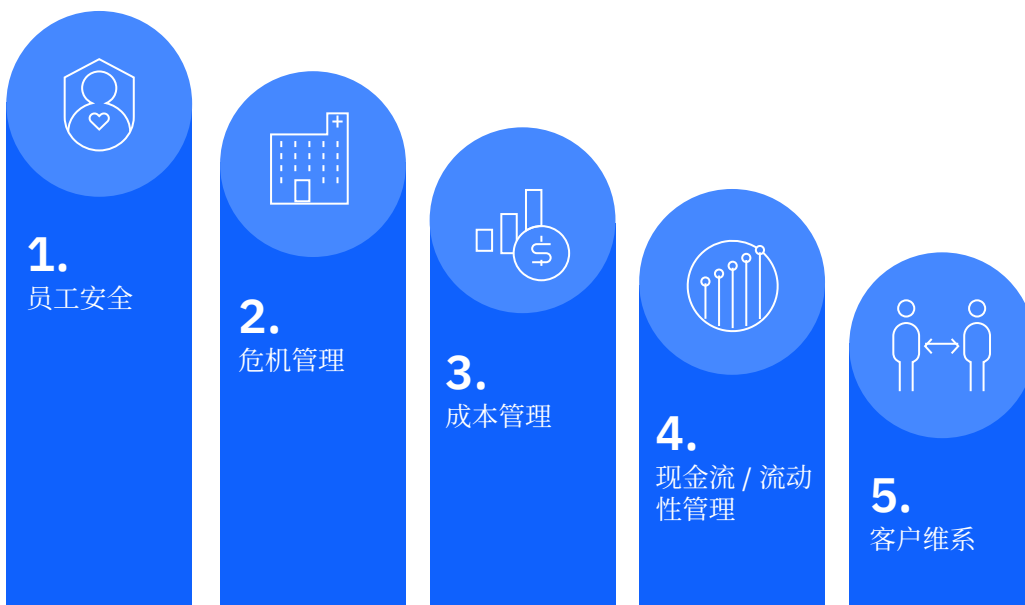 1.
员工安全
2.
危机管理
3.
成本管理
4.
现金流 / 流动
性管理
5.
客户维系